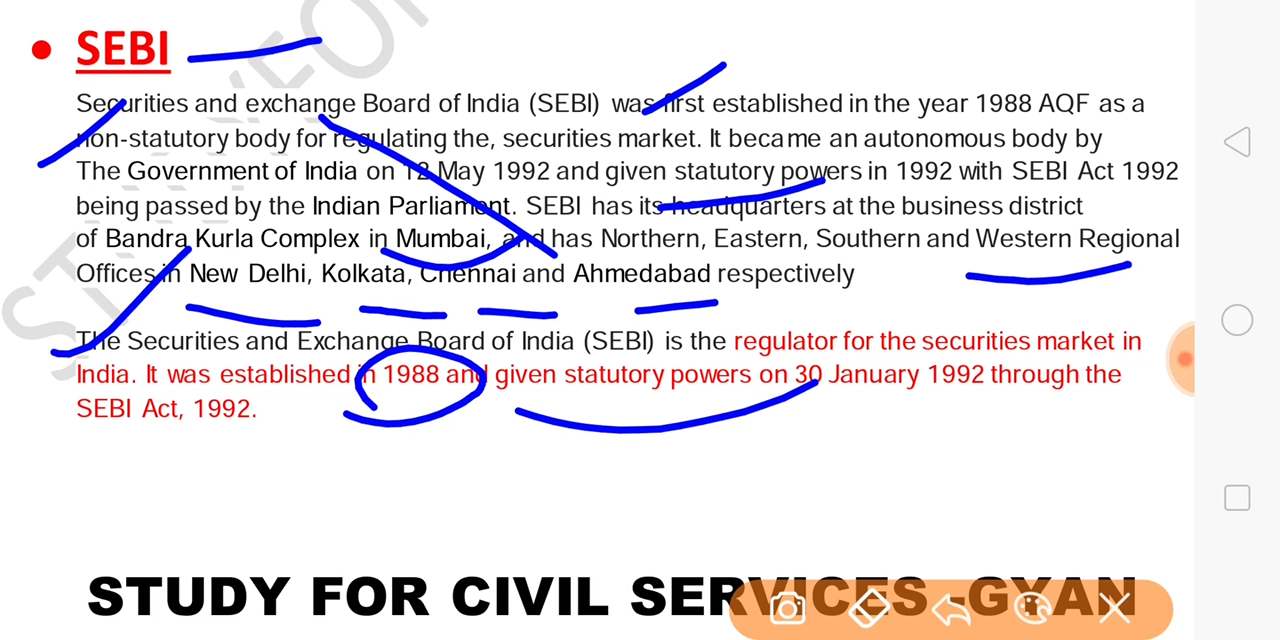 • SEBI
Securities and exchange Board of India (SEBI) was first established in the year 1988 AQF as a
non-statutory body for regulating the, securities market. It became an autonomous body by
The Government of India on 12 May 1992 and given statutory powers in 1992 with SEBI Act 1992
being passed by the Indian Parliament. SEBI has its headquarters at the business district
of Bandra Kurla Complex in Mumbai, and has Northern, Eastern, Southern and Western Regional
Offices in New Delhi, Kolkata, Chennai and Ahmedabad respectively
The Securities and Exchange Board of India (SEBI) is the regulator for the securities market in
India. It was established in 1988 and given statutory powers on 30 January 1992 through the
SEBI Act, 1992.
STUDY FOR CIVIL SERVICES -GYAN